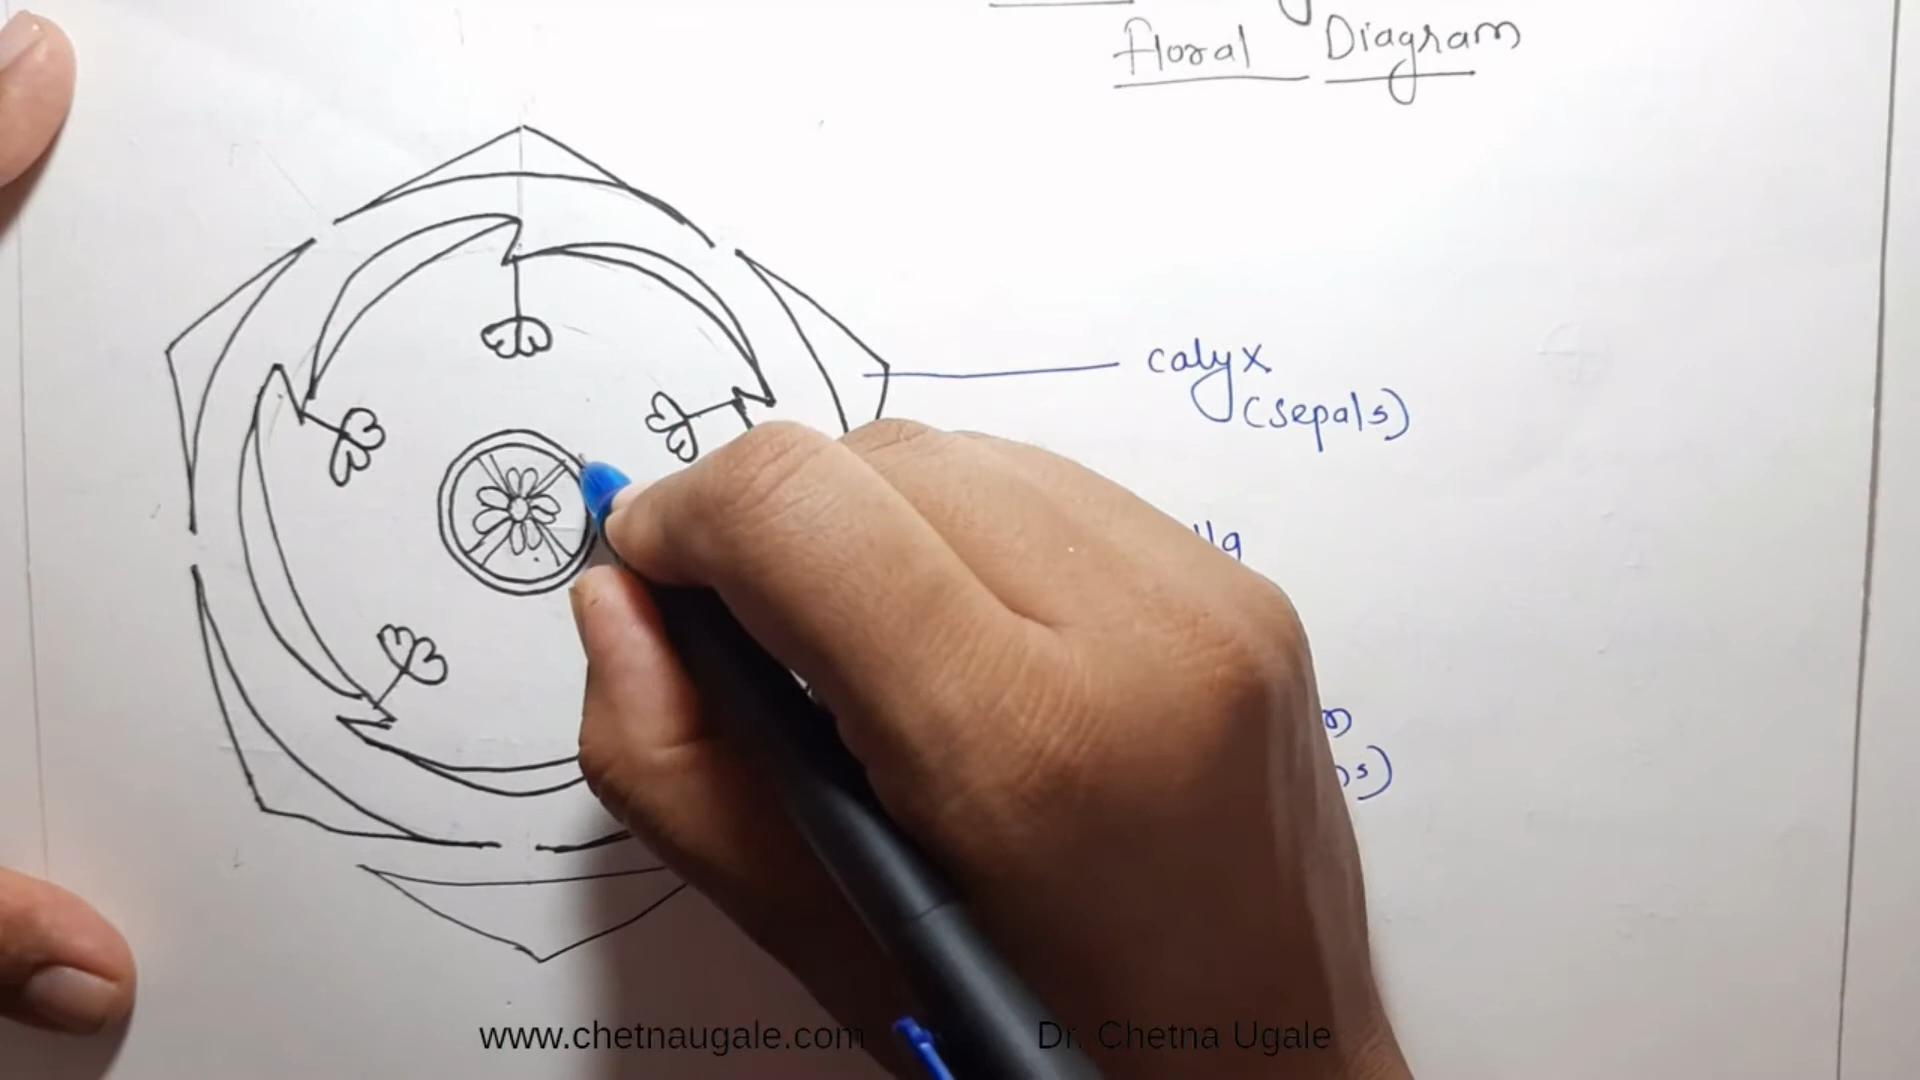 Floral Diagram
calyx
(sepals)
www.chetnaugale.com
Dr. Chetna Ugale